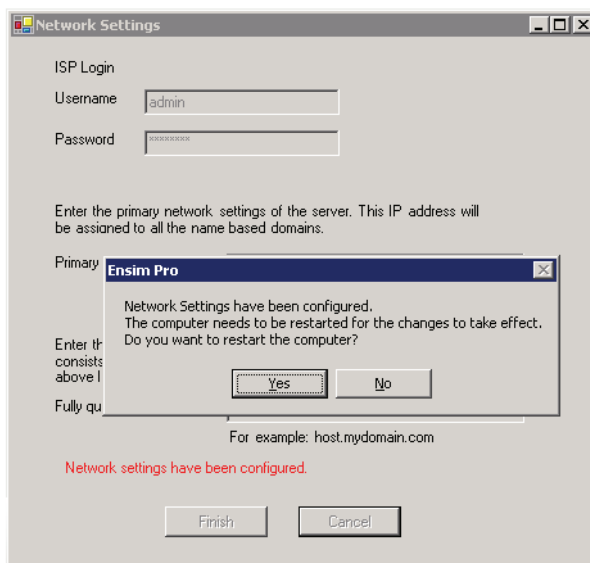 Network Settings
ISP Login
Username admin
Password ********
Enter the primary network settings of the server. This IP address will
be assigned to all the name based domains.
Primary
Ensim Pro
Network Settings have been configured.
The computer needs to be restarted for the changes to take effect.
Do you want to restart the computer?
Yes No
Enter th
consists
above I
Fully qu
For example: host.mydomain.com
Network settings have been configured.
Finish Cancel